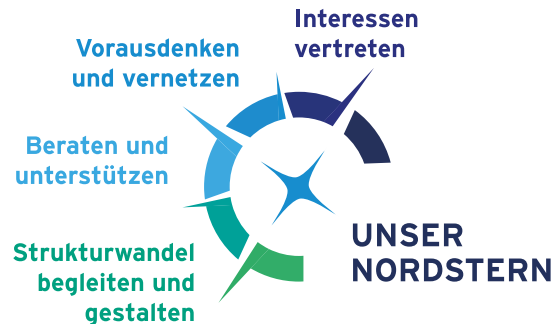 Interessen
vertreten
Vorausdenken
und vernetzen
Beraten und
unterstützen
Strukturwandel
begleiten und
gestalten
UNSER
NORDSTERN